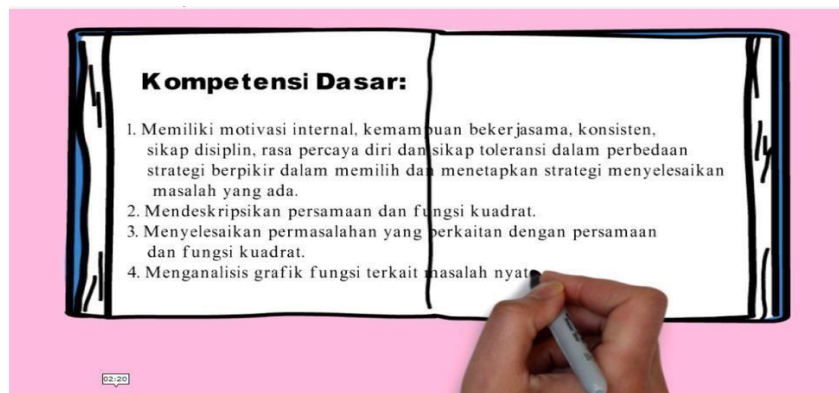 Kompetensi Dasar:
1. Memiliki motivasi internal, kemampuan bekerjasama, konsisten,
sikap disiplin, rasa percaya diri dan sikap toleransi dalam perbedaan
strategi berpikir dalam memilih dan menetapkan strategi menyelesaikan
masalah yang ada.
2. Mendeskripsikan persamaan dan fungsi kuadrat.
3. Menyelesaikan permasalahan yang berkaitan dengan persamaan
dan fungsi kuadrat.
4. Menganalisis grafik fungsi terkait masalah nyat
02:20